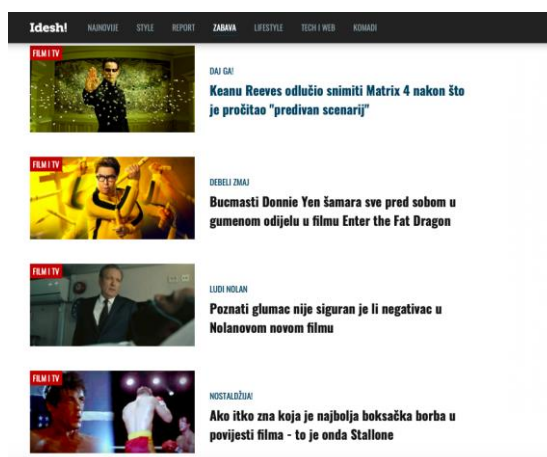 Idesh! NAJNOVIJE STYLE REPORT ZABAVA LIFESTYLE TECH I WEB KOMADI
FILM I TV
DAJ GA!
Keanu Reeves odlučio snimiti Matrix 4 nakon što
je pročitao "predivan scenarij"
FILM I TV
DEBELI ZMAJ
Bucmasti Donnie Yen šamara sve pred sobom u
gumenom odijelu u filmu Enter the Fat Dragon
FILM I TV
LUDI NOLAN
Poznati glumac nije siguran je li negativac u
Nolanovom novom filmu
FILM I TV
NOSTALDŽIJA!
Ako itko zna koja je najbolja boksačka borba u
povijesti filma - to je onda Stallone